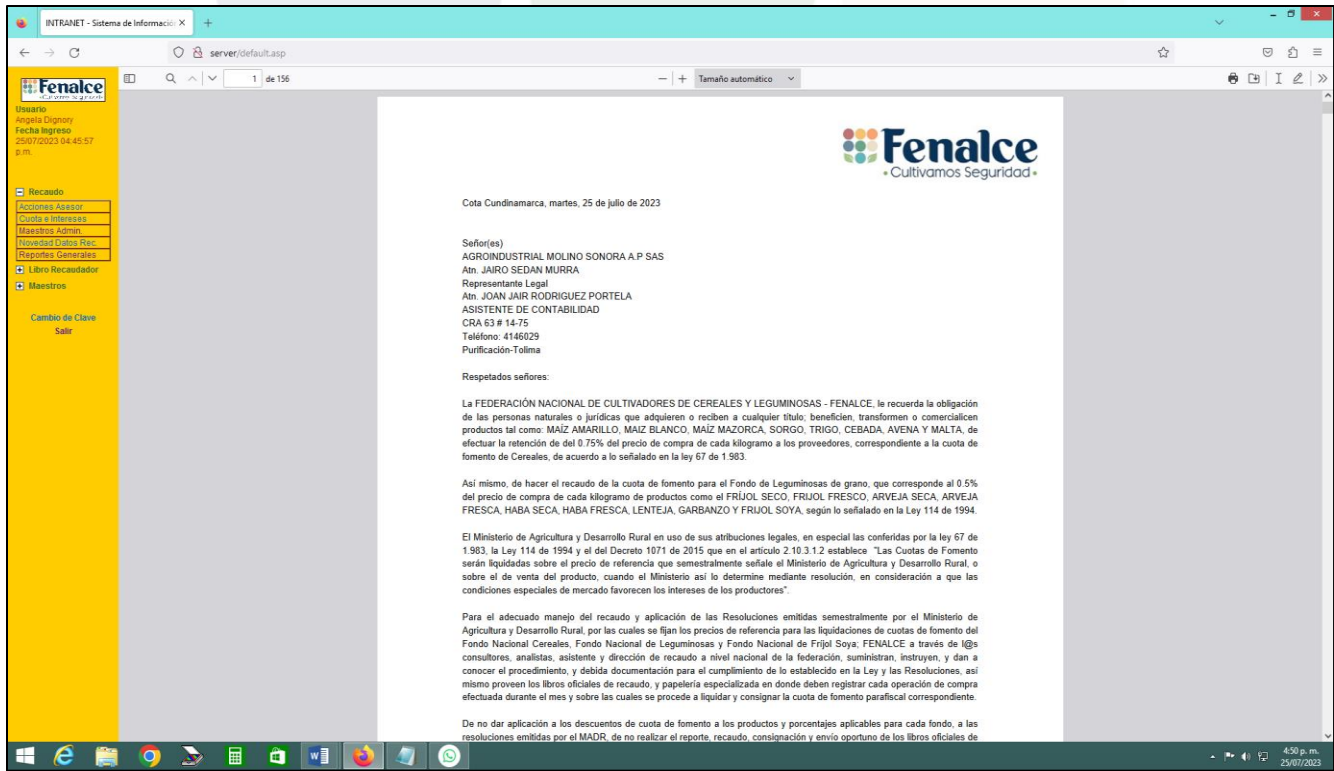 INTRANET - Sistema de Informació
server/default.asp
1 de 156
Tamaño automático
Fenalce
Usuario
Angela Dignory
Fecha Ingreso
25/07/2023 04:45:57
p.m.
Recaudo
Acciones Asesor
Cuota e Intereses
Maestros Admin.
Novedad Datos Rec.
Reportes Generales
Libro Recaudador
Maestros
Cambio de Clave
Salir
Fenalce
• Cultivamos Seguridad •
Cota Cundinamarca, martes, 25 de julio de 2023
Señor(es)
AGROINDUSTRIAL MOLINO SONORA A.P SAS
Atn. JAIRO SEDAN MURRA
Representante Legal
Atn. JOAN JAIR RODRIGUEZ PORTELA
ASISTENTE DE CONTABILIDAD
CRA 63 # 14-75
Teléfono: 4146029
Purificación-Tolima
Respetados señores:
La FEDERACIÓN NACIONAL DE CULTIVADORES DE CEREALES Y LEGUMINOSAS - FENALCE, le recuerda la obligación
de las personas naturales o jurídicas que adquieren o reciben a cualquier título; beneficien, transformen o comercialicen
productos tal como: MAÍZ AMARILLO, MAIZ BLANCO, MAÍZ MAZORCA, SORGO, TRIGO, CEBADA, AVENA Y MALTA, de
efectuar la retención de del 0.75% del precio de compra de cada kilogramo a los proveedores, correspondiente a la cuota de
fomento de Cereales, de acuerdo a lo señalado en la ley 67 de 1.983.
Así mismo, de hacer el recaudo de la cuota de fomento para el Fondo de Leguminosas de grano, que corresponde al 0.5%
del precio de compra de cada kilogramo de productos como el FRÍJOL SECO, FRIJOL FRESCO, ARVEJA SECA, ARVEJA
FRESCA, HABA SECA, HABA FRESCA, LENTEJA, GARBANZO Y FRIJOL SOYA, según lo señalado en la Ley 114 de 1994.
El Ministerio de Agricultura y Desarrollo Rural en uso de sus atribuciones legales, en especial las conferidas por la ley 67 de
1.983, la Ley 114 de 1994 y el del Decreto 1071 de 2015 que en el artículo 2.10.3.1.2 establece "Las Cuotas de Fomento
serán liquidadas sobre el precio de referencia que semestralmente señale el Ministerio de Agricultura y Desarrollo Rural, o
sobre el de venta del producto, cuando el Ministerio así lo determine mediante resolución, en consideración a que las
condiciones especiales de mercado favorecen los intereses de los productores".
Para el adecuado manejo del recaudo y aplicación de las Resoluciones emitidas semestralmente por el Ministerio de
Agricultura y Desarrollo Rural, por las cuales se fijan los precios de referencia para las liquidaciones de cuotas de fomento del
Fondo Nacional Cereales, Fondo Nacional de Leguminosas y Fondo Nacional de Fríjol Soya; FENALCE a través de l@s
consultores, analistas, asistente y dirección de recaudo a nivel nacional de la federación, suministran, instruyen, y dan a
conocer el procedimiento, y debida documentación para el cumplimiento de lo establecido en la Ley y las Resoluciones, así
mismo proveen los libros oficiales de recaudo, y papelería especializada en donde deben registrar cada operación de compra
efectuada durante el mes y sobre las cuales se procede a liquidar y consignar la cuota de fomento parafiscal correspondiente.
De no dar aplicación a los descuentos de cuota de fomento a los productos y porcentajes aplicables para cada fondo, a las
resoluciones emitidas por el MADR, de no realizar el reporte, recaudo, consignación y envío oportuno de los libros oficiales de
4:50 p. m.
25/07/2023